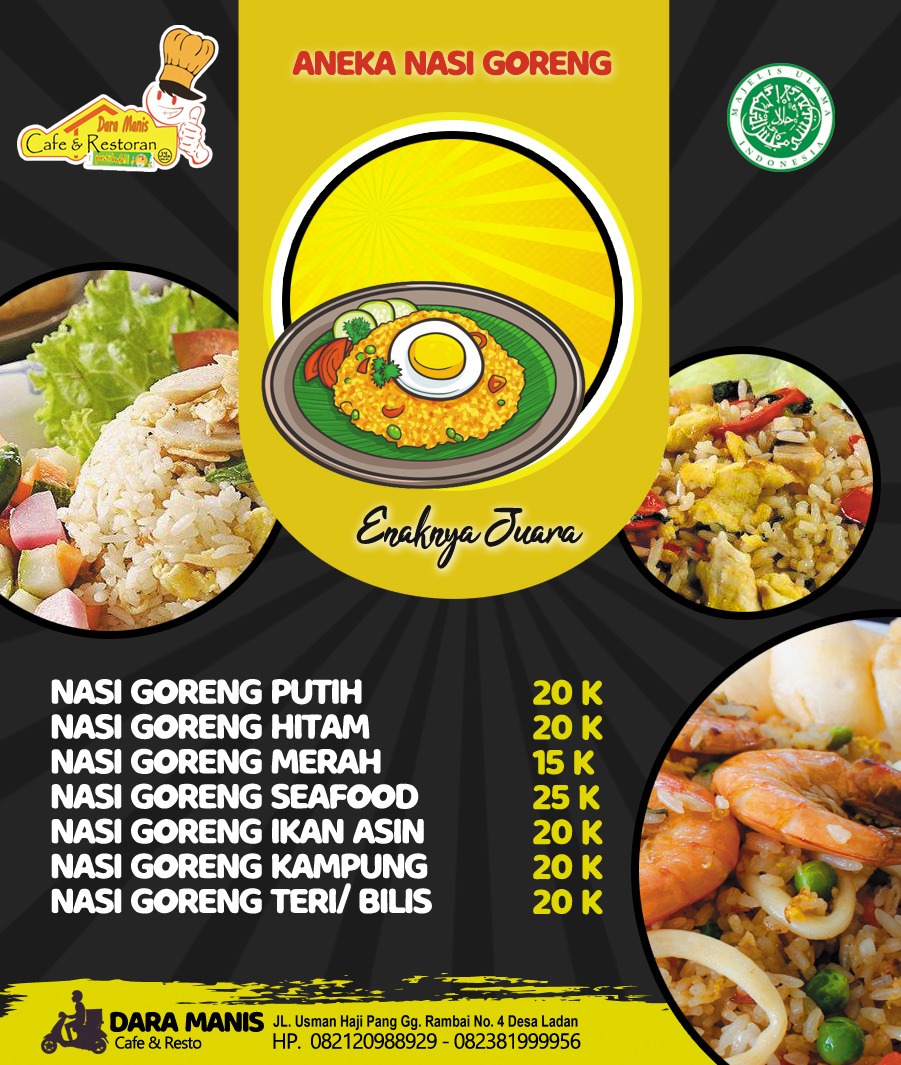 ANEKA NASI GORENG
Dara Manis
Cafe & Restoran
MAJELIS ULAMA
INDONESIA
حلال
Enaknya Juara
NASI GORENG PUTIH 20 K
NASI GORENG HITAM 20 K
NASI GORENG MERAH 15 K
NASI GORENG SEAFOOD 25 K
NASI GORENG IKAN ASIN 20 K
NASI GORENG KAMPUNG 20 K
NASI GORENG TERI/ BILIS 20 K
DARA MANIS
Cafe & Resto
JL. Usman Haji Pang Gg. Rambai No. 4 Desa Ladan
HP. 082120988929 - 082381999956